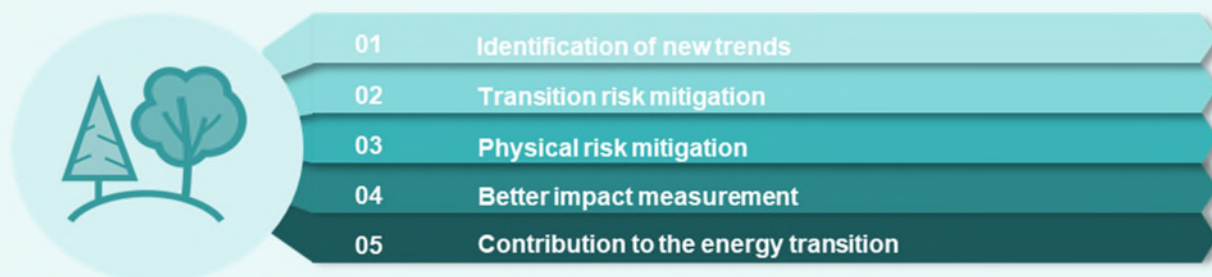 01 Identification of new trends
02 Transition risk mitigation
03 Physical risk mitigation
04 Better impact measurement
05 Contribution to the energy transition